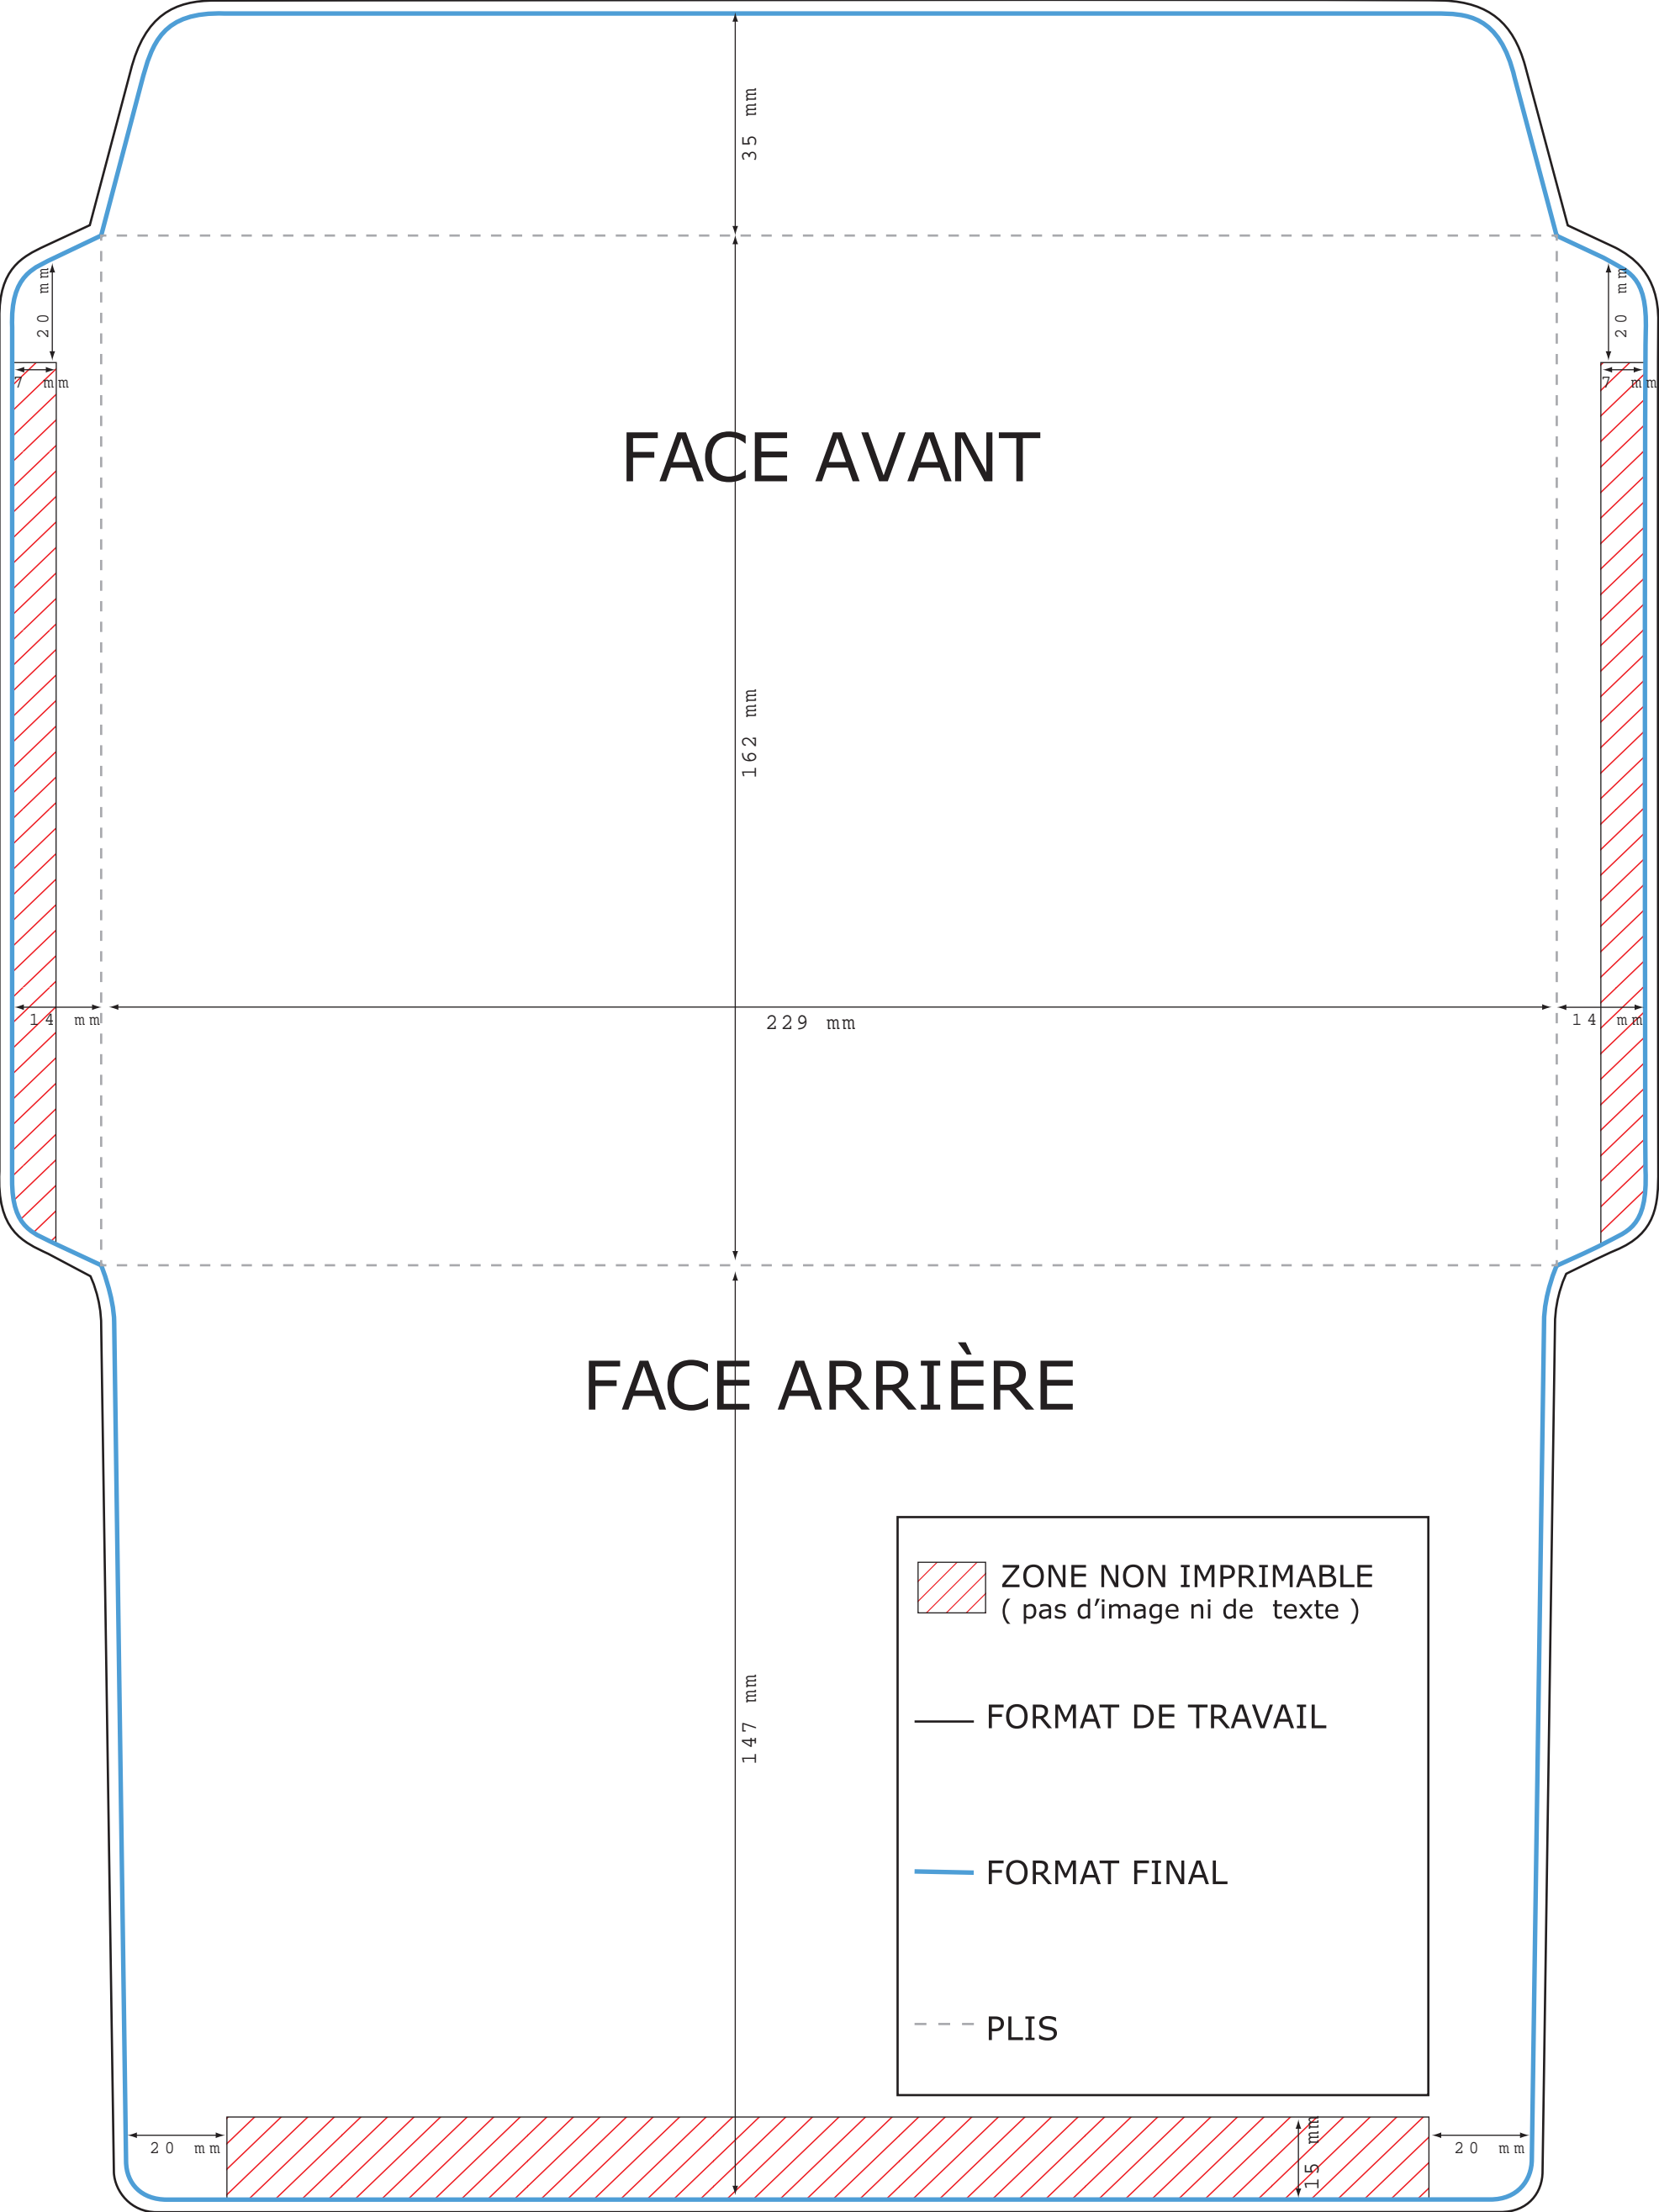 35 mm
20 mm
20 mm
7 mm
7 mm
FACE AVANT
162 mm
14 mm
229 mm
14 mm
FACE ARRIÈRE
ZONE NON IMPRIMABLE
( pas d’image ni de texte )
147 mm
FORMAT DE TRAVAIL
FORMAT FINAL
PLIS
20 mm
15 mm
20 mm